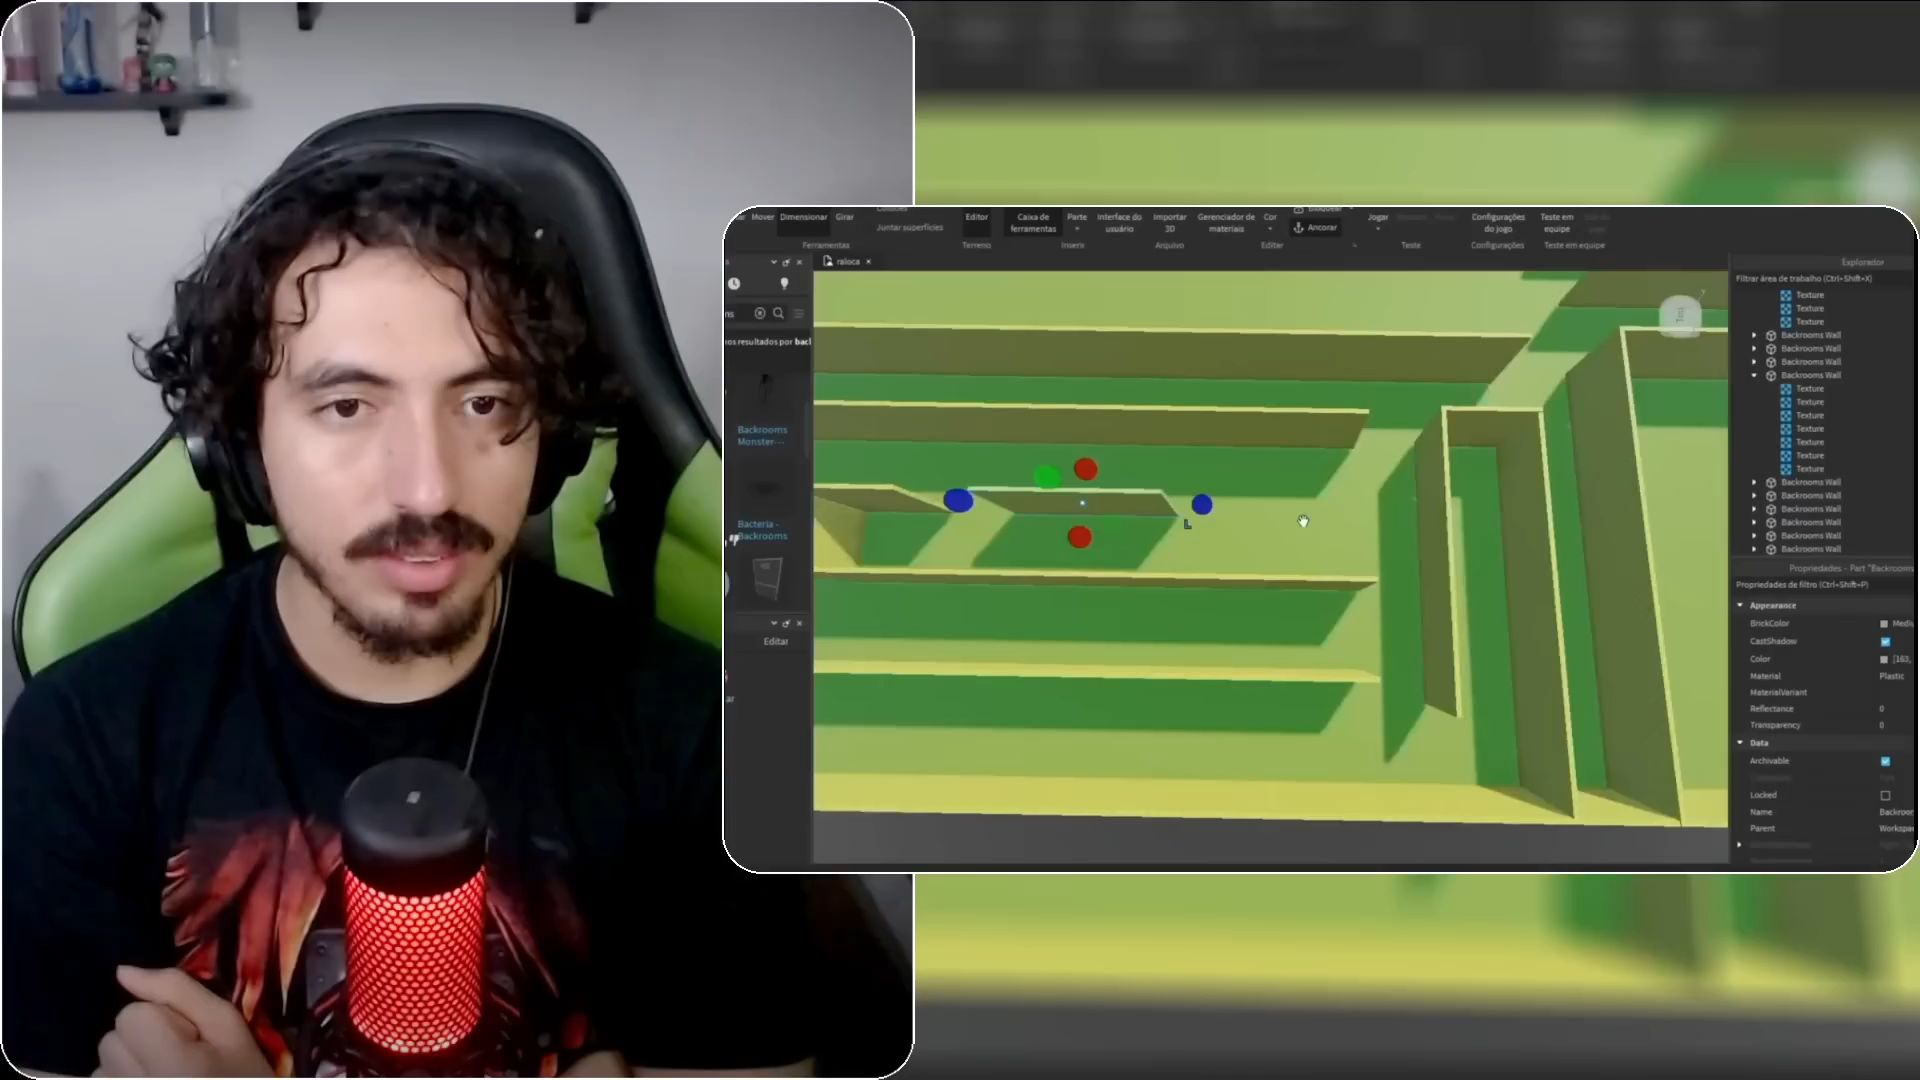 Mover Dimensionar Girar
Juntar superfícies
Ferramentas
Editor
Terreno
Caixa de ferramentas
Parte
Interface do usuário
Inserir
Importar 3D
Arquivo
Gerenciador de materiais
Cor
Ancorar
Editar
Jogar
Teste
Configurações do jogo
Configurações
Teste em equipe
Teste em equipe
raloca ×
Backrooms
Monster-···
Bacteria -
Backrooms
Editar
Explorador
Filtrar área de trabalho (Ctrl+Shift+X)
Texture
Texture
Texture
Backrooms Wall
Backrooms Wall
Backrooms Wall
Backrooms Wall
Texture
Texture
Texture
Texture
Texture
Texture
Texture
Backrooms Wall
Backrooms Wall
Backrooms Wall
Backrooms Wall
Backrooms Wall
Backrooms Wall
Propriedades - Part "Backrooms
Propriedades de filtro (Ctrl+Shift+P)
Appearance
BrickColor
CastShadow
Color [163,
Material Plastic
MaterialVariant
Reflectance 0
Transparency 0
Data
Archivable
Locked
Name
Parent